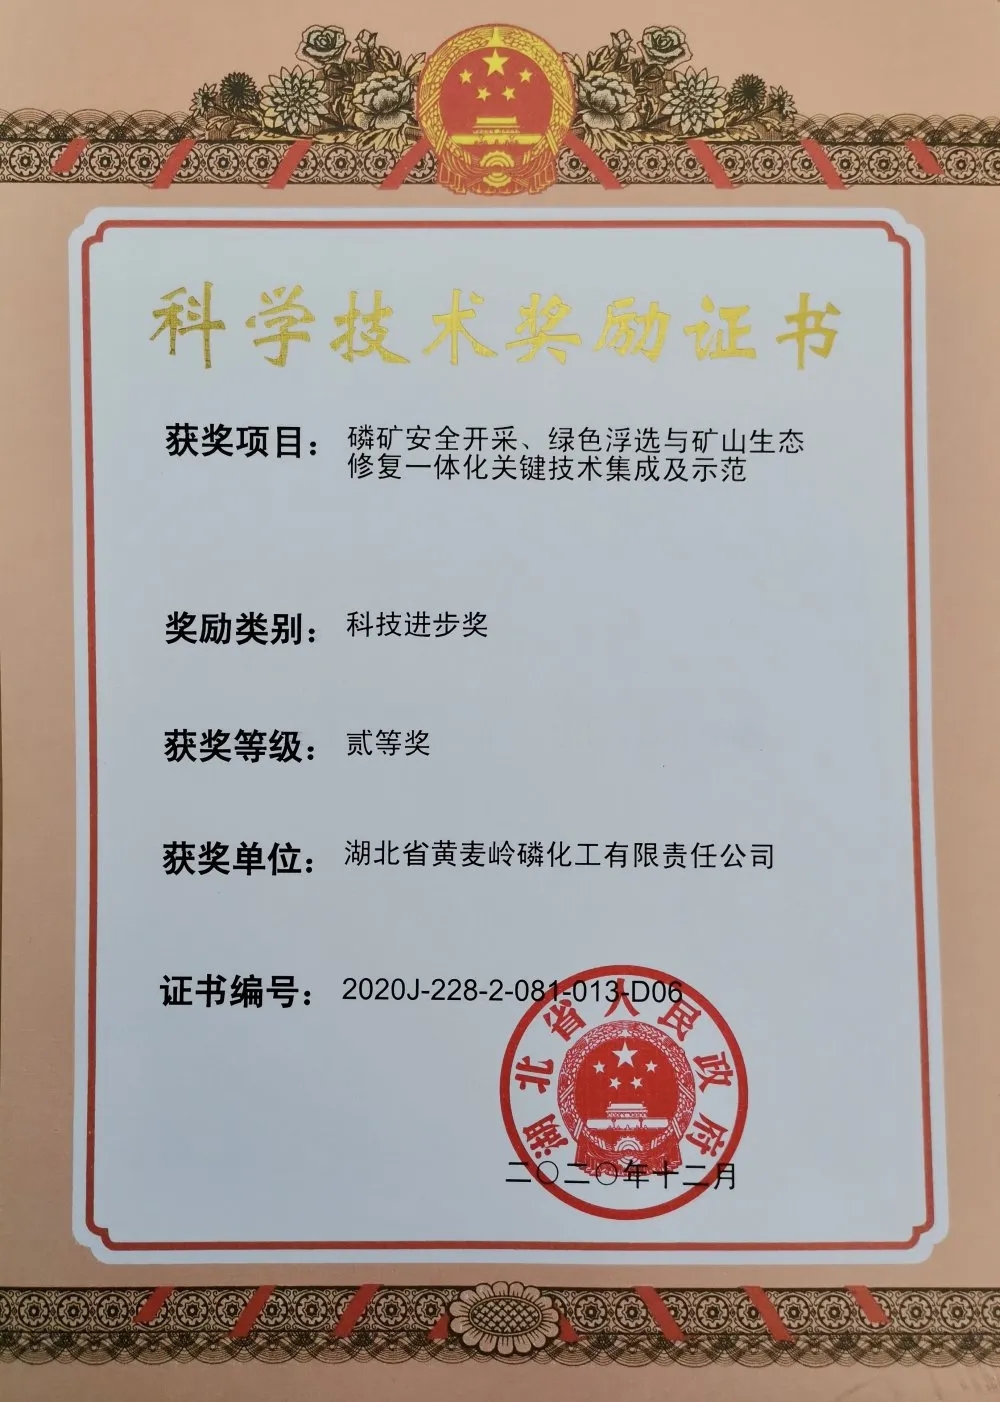 科学技术奖励证书
获奖项目： 磷矿安全开采、绿色浮选与矿山生态
修复一体化关键技术集成及示范
奖励类别： 科技进步奖
获奖等级： 贰等奖
获奖单位： 湖北省黄麦岭磷化工有限责任公司
证书编号： 2020J-228-2-081-013-D06
湖北省人民政府
二〇二〇年十二月